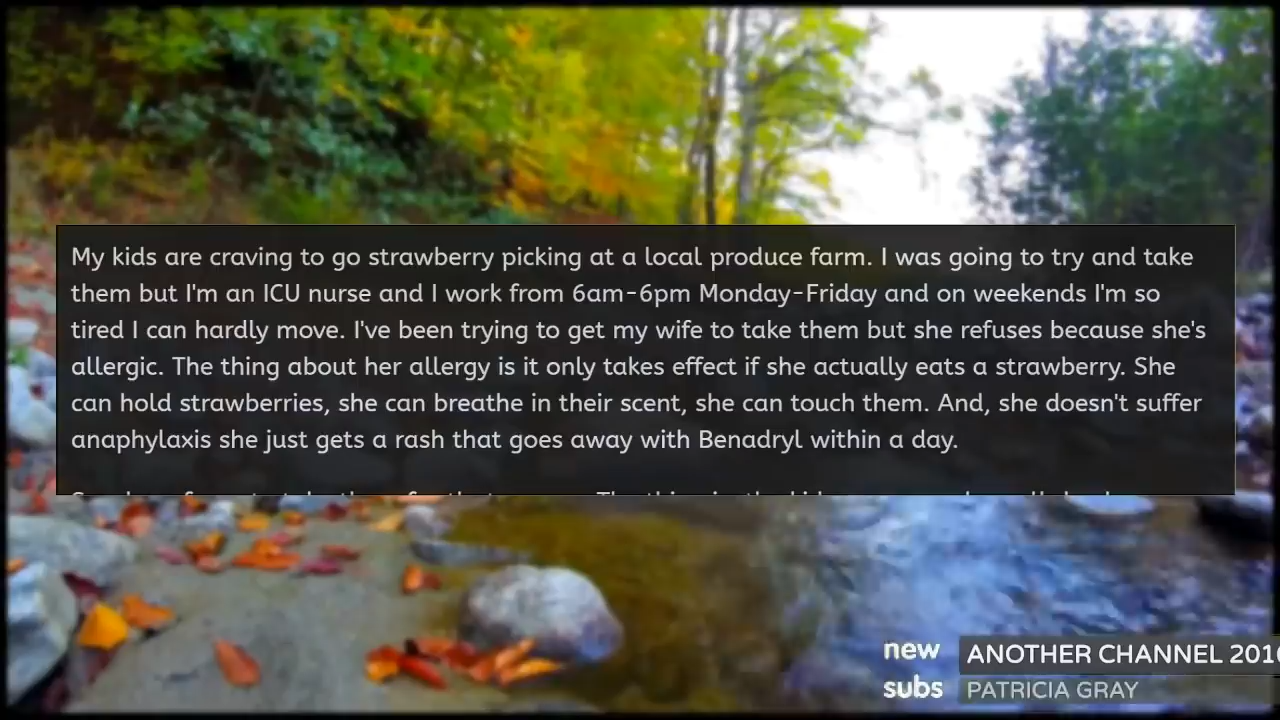 My kids are craving to go strawberry picking at a local produce farm. I was going to try and take
them but I'm an ICU nurse and I work from 6am-6pm Monday-Friday and on weekends I'm so
tired I can hardly move. I've been trying to get my wife to take them but she refuses because she's
allergic. The thing about her allergy is it only takes effect if she actually eats a strawberry. She
can hold strawberries, she can breathe in their scent, she can touch them. And, she doesn't suffer
anaphylaxis she just gets a rash that goes away with Benadryl within a day.
new
ANOTHER CHANNEL 201
subs
PATRICIA GRAY